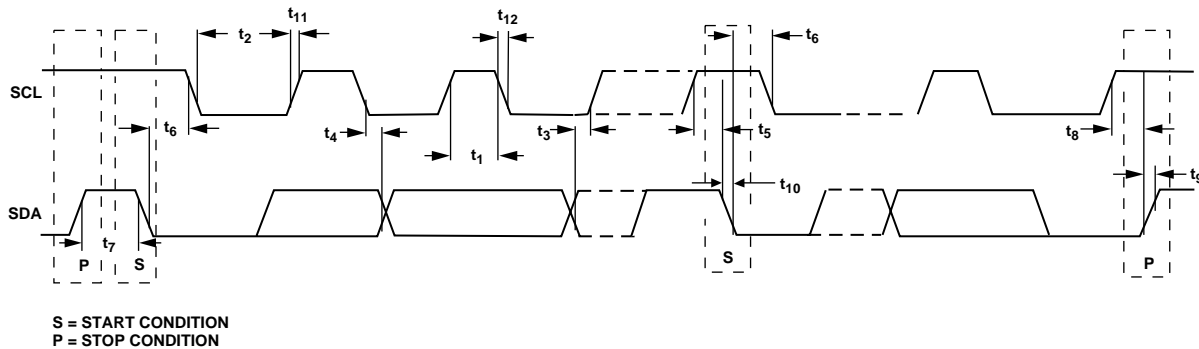 t11
t12
t2
t6
SCL
t6
t4
t3
t5
t8
t1
t10
t9
SDA
t7
P
S
S
P
S = START CONDITION
P = STOP CONDITION